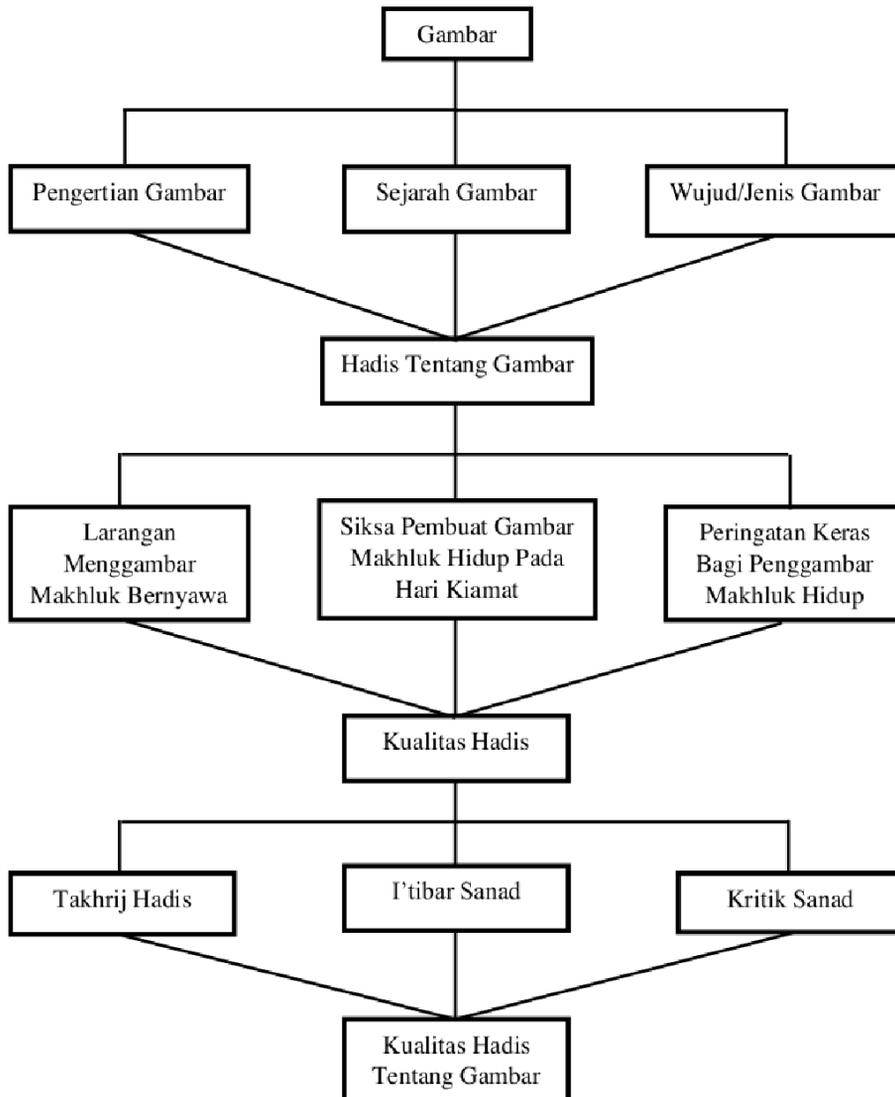 Gambar
Pengertian Gambar
Sejarah Gambar
Wujud/Jenis Gambar
Hadis Tentang Gambar
Larangan
Menggambar
Makhluk Bernyawa
Siksa Pembuat Gambar
Makhluk Hidup Pada
Hari Kiamat
Peringatan Keras
Bagi Penggambar
Makhluk Hidup
Kualitas Hadis
Takhrij Hadis
I’tibar Sanad
Kritik Sanad
Kualitas Hadis
Tentang Gambar